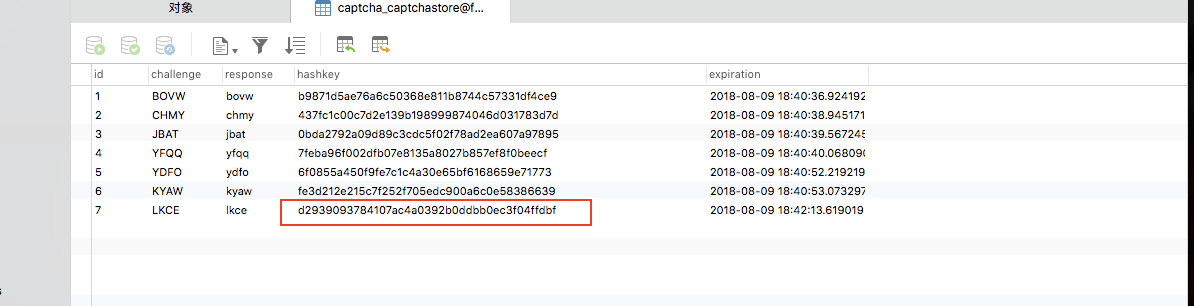 对象 captcha_captchastore@f...
id challenge response hashkey expiration
1 BOVW bovw b9871d5ae76a6c50368e811b8744c57331df4ce9 2018-08-09 18:40:36.924192
2 CHMY chmy 437fc1c00c7d2e139b198999874046d031783d7d 2018-08-09 18:40:38.945171
3 JBAT jbat 0bda2792a09d89c3cdc5f02f78ad2ea607a97895 2018-08-09 18:40:39.567245
4 YFQQ yfqq 7feba96f002dfb07e8135a8027b857ef8f0beecf 2018-08-09 18:40:40.068090
5 YDFO ydfo 6f0855a450f9fe7c1c4a30e65bf6168659e71773 2018-08-09 18:40:52.219219
6 KYAW kyaw fe3d212e215c7f252f705edc900a6c0e58386639 2018-08-09 18:40:53.073297
7 LKCE lkce d2939093784107ac4a0392b0ddbb0ec3f04ffdbf 2018-08-09 18:42:13.619019